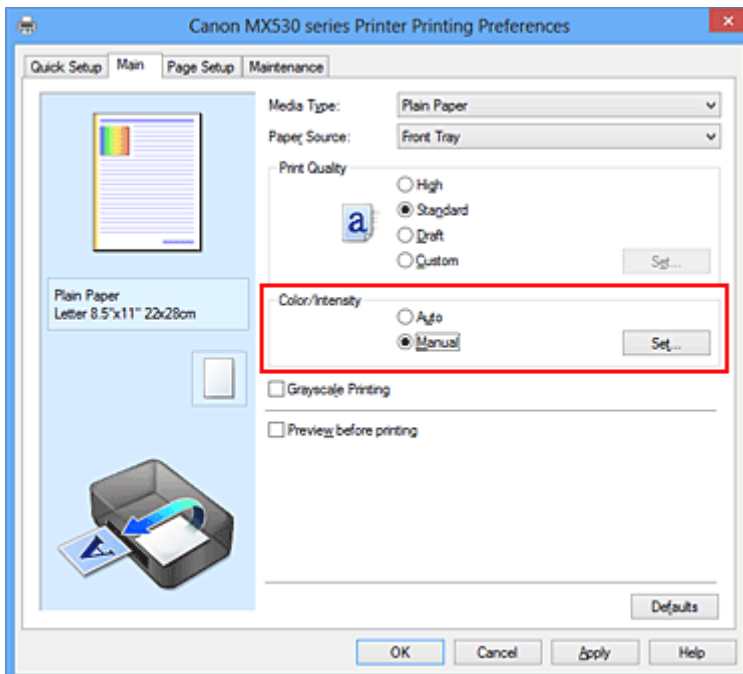 Canon MX530 series Printer Printing Preferences
Quick Setup Main Page Setup Maintenance
Media Type: Plain Paper
Paper Source: Front Tray
Print Quality
High
a Standard
Draft
Custom Set...
Plain Paper
Letter 8.5"x11" 22x28cm
Color/Intensity
Auto
Manual Set...
Grayscale Printing
Preview before printing
A
Defaults
OK Cancel Apply Help